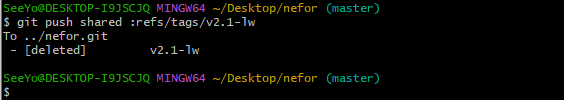 SeeYo@DESKTOP-I9JSCJQ MINGW64 ~/Desktop/nefor (master)
$ git push shared :refs/tags/v2.1-lw
To ../nefor.git
 - [deleted]         v2.1-lw

SeeYo@DESKTOP-I9JSCJQ MINGW64 ~/Desktop/nefor (master)
$